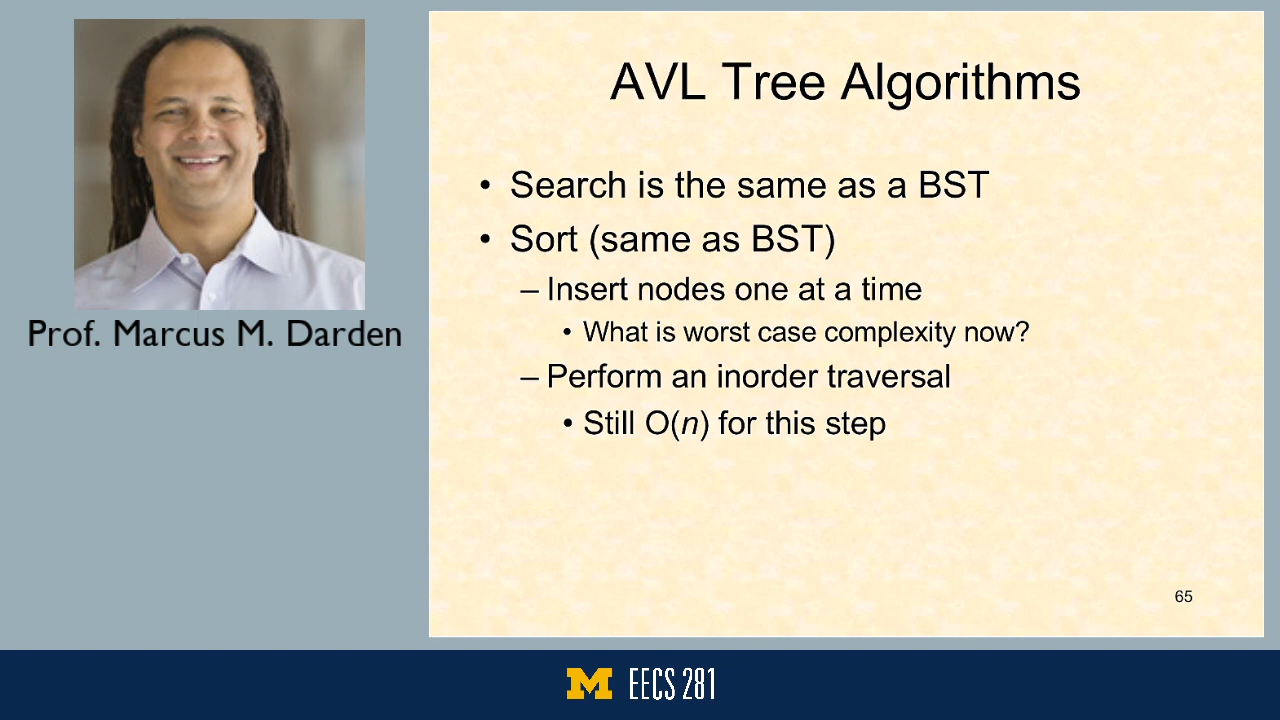 Prof. Marcus M. Darden
AVL Tree Algorithms
• Search is the same as a BST
• Sort (same as BST)
– Insert nodes one at a time
• What is worst case complexity now?
– Perform an inorder traversal
• Still O(n) for this step
65
M EECS 281